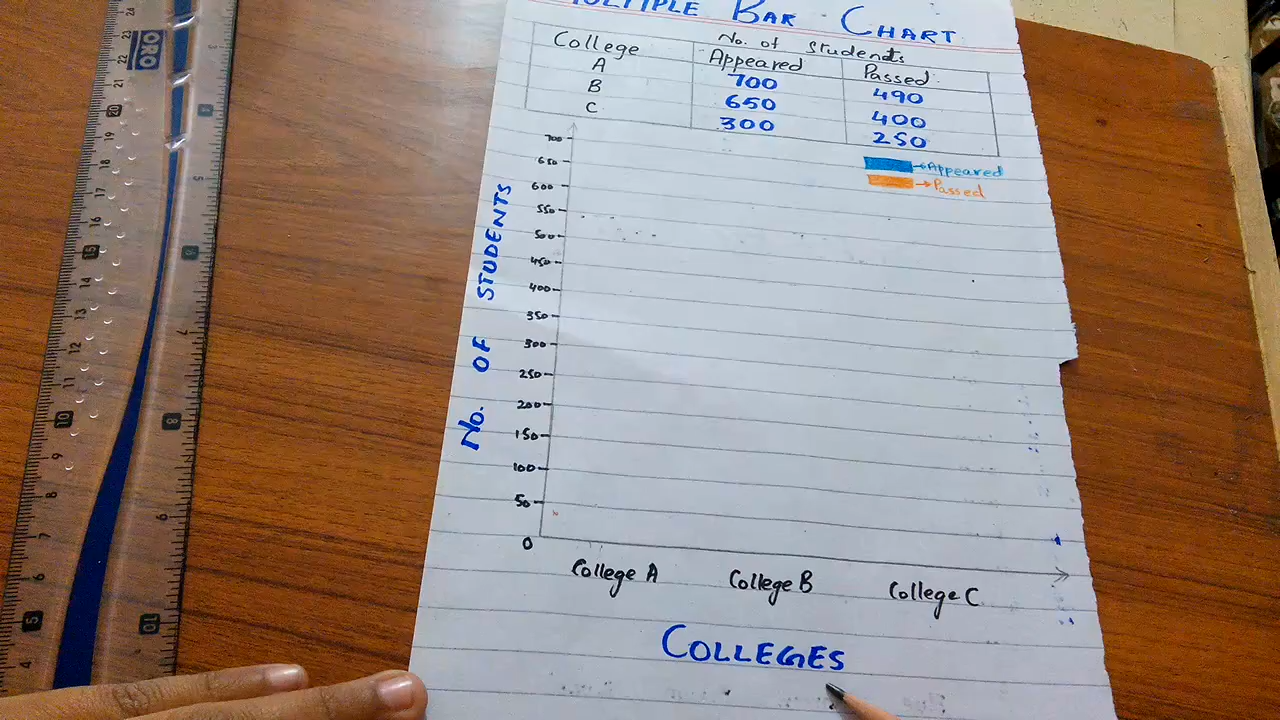 MULTIPLE BAR CHART
College No. of students
Appeared Passed
A 700 490
B 650 400
C 300 250
Appeared
Passed
No. OF STUDENTS
700
650
600
550
500
450
400
350
300
250
200
150
100
50
0
College A College B College C
COLLEGES
ORO